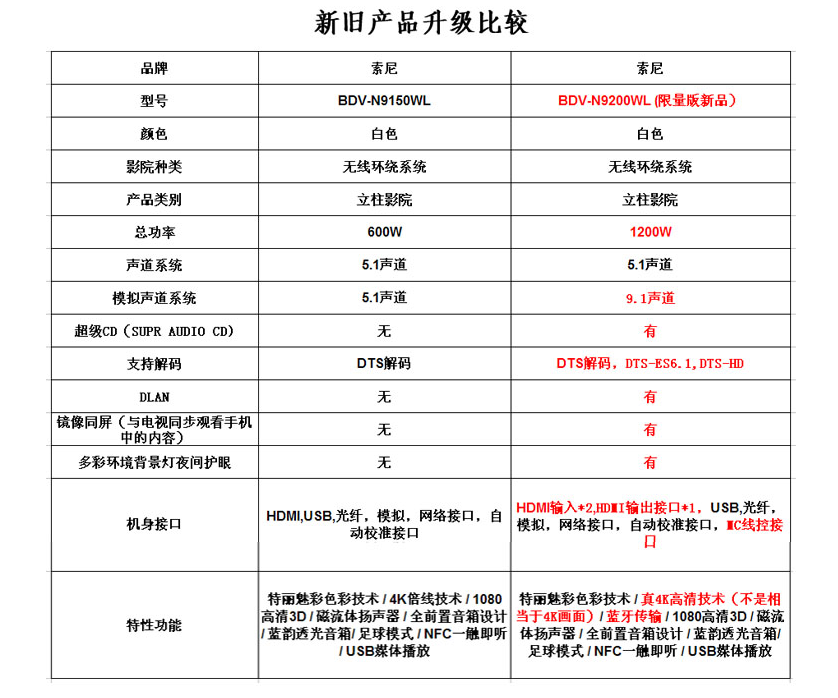 新旧产品升级比较
品牌 索尼 索尼
型号 BDV-N9150WL BDV-N9200WL (限量版新品）
颜色 白色 白色
影院种类 无线环绕系统 无线环绕系统
产品类别 立柱影院 立柱影院
总功率 600W 1200W
声道系统 5.1声道 5.1声道
模拟声道系统 5.1声道 9.1声道
超级CD（SUPR AUDIO CD） 无 有
支持解码 DTS解码 DTS解码，DTS-ES6.1,DTS-HD
DLAN 无 有
镜像同屏（与电视同步观看手机
中的内容） 无 有
多彩环境背景灯夜间护眼 无 有
机身接口
HDMI,USB,光纤，模拟，网络接口，自
动校准接口
HDMI输入*2,HDMI输出接口*1，USB,光纤，
模拟，网络接口，自动校准接口，MC线控接
口
特性功能
特丽魅彩色彩技术 / 4K倍线技术 / 1080
高清3D / 磁流体扬声器 / 全前置音箱设计
/ 蓝韵透光音箱/ 足球模式 / NFC一触即听
/ USB媒体播放
特丽魅彩色彩技术 / 真4K高清技术（不是相
当于4K画面）/ 蓝牙传输 / 1080高清3D / 磁流
体扬声器 / 全前置音箱设计 / 蓝韵透光音箱/
足球模式 / NFC一触即听 / USB媒体播放